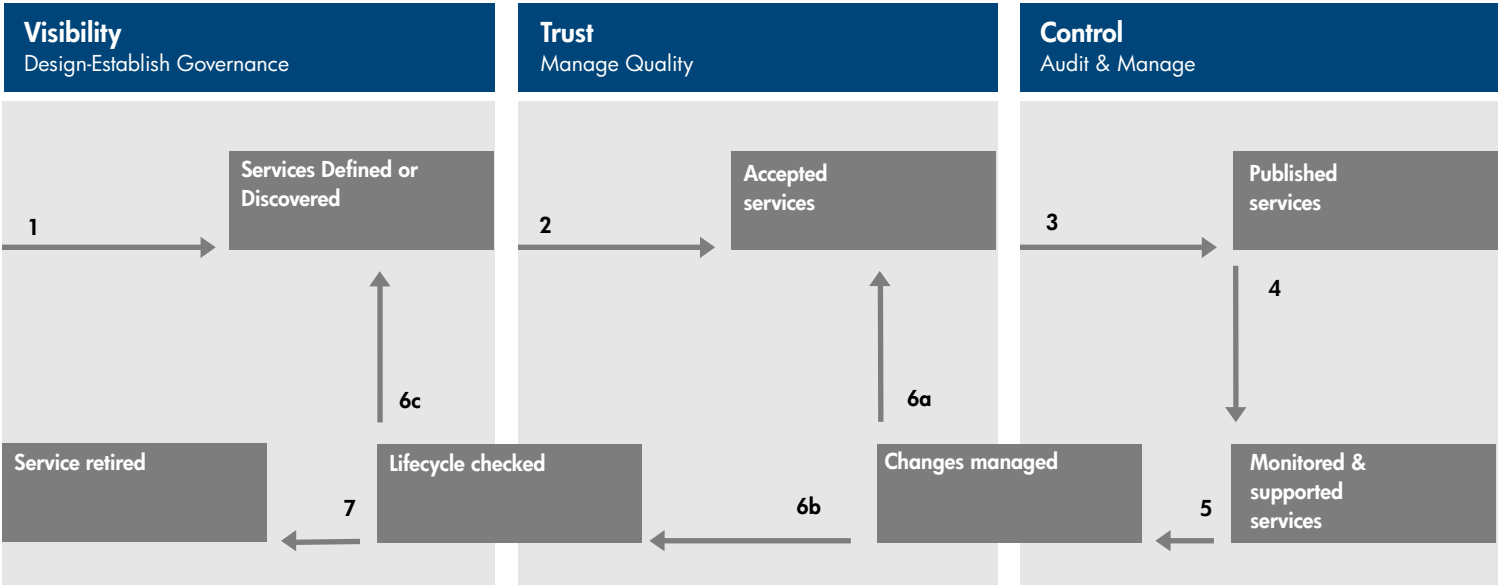 Visibility
Design-Establish Governance
Trust
Manage Quality
Control
Audit & Manage
1
Services Defined or
Discovered
2
Accepted
services
3
Published
services
4
6c
6a
Service retired
7
Lifecycle checked
6b
Changes managed
5
Monitored &
supported
services